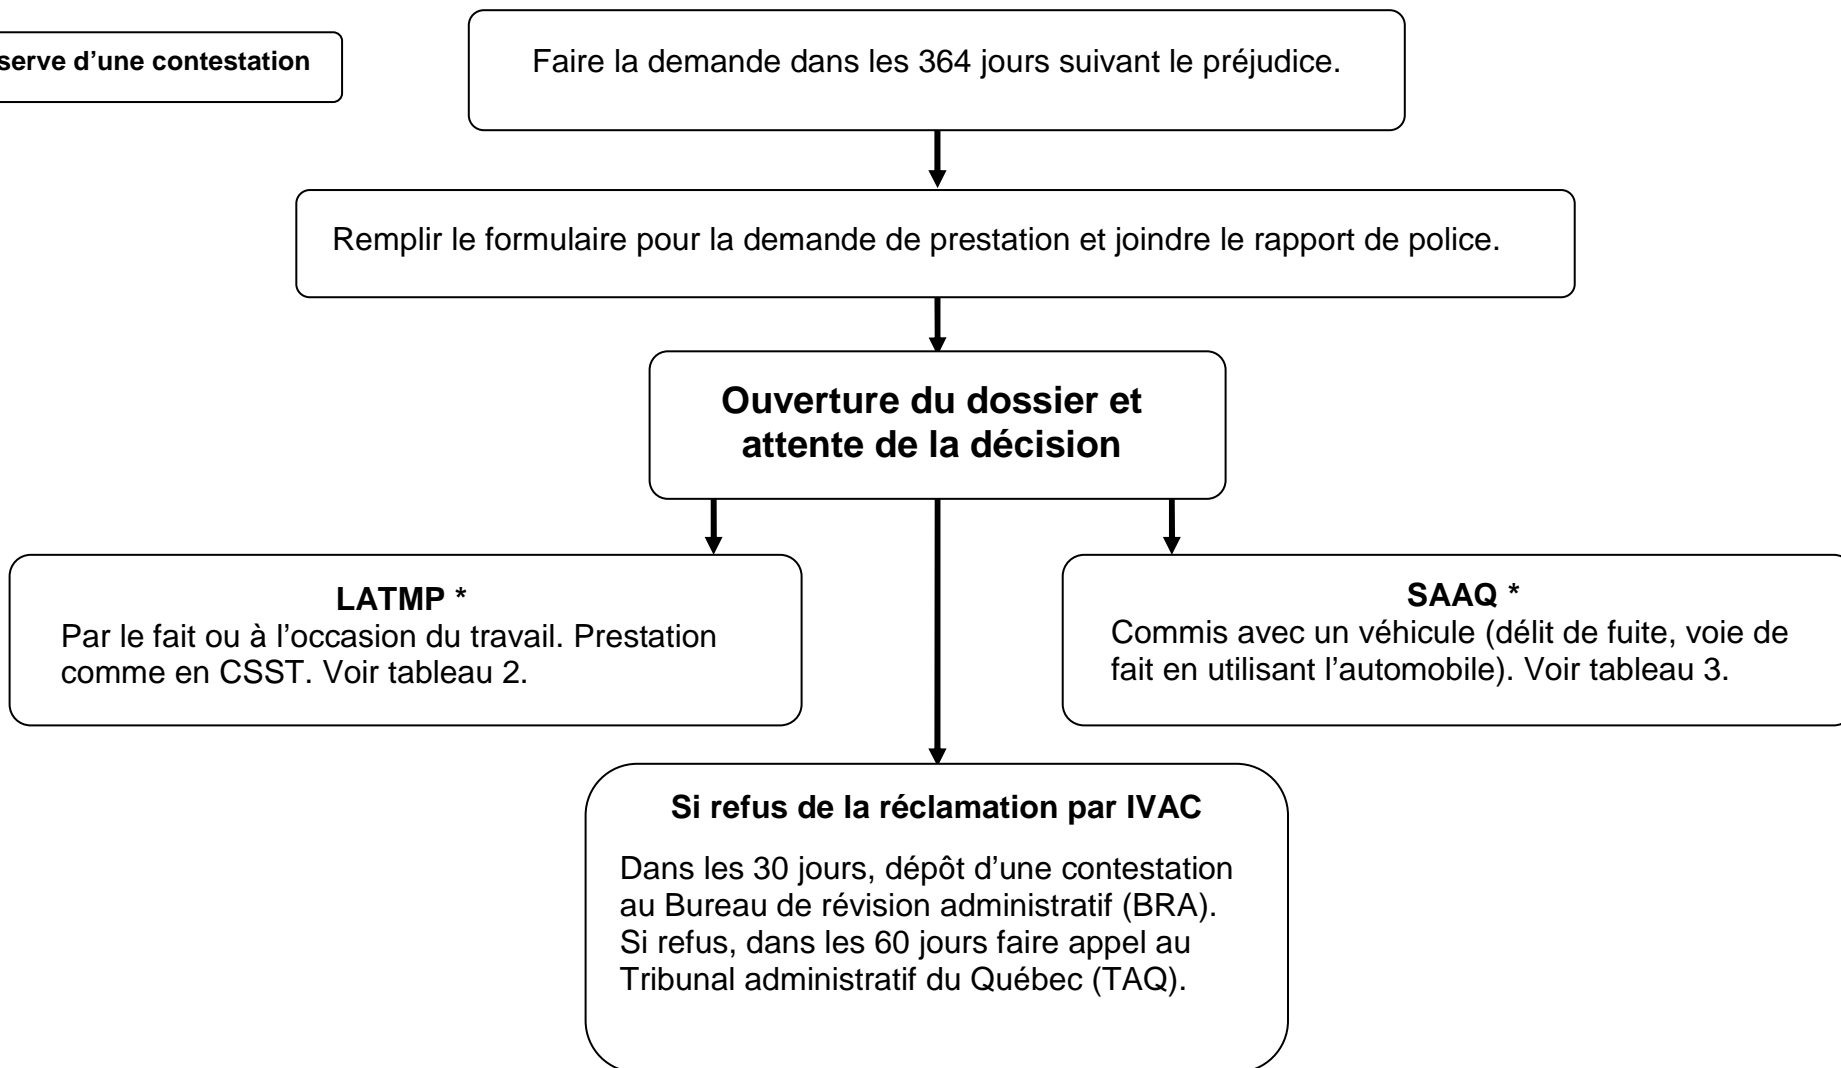 serve d'une contestation
Faire la demande dans les 364 jours suivant le préjudice.
Remplir le formulaire pour la demande de prestation et joindre le rapport de police.
Ouverture du dossier et
attente de la décision
LATMP *
Par le fait ou à l'occasion du travail. Prestation
comme en CSST. Voir tableau 2.
SAAQ *
Commis avec un véhicule (délit de fuite, voie de
fait en utilisant l'automobile). Voir tableau 3.
Si refus de la réclamation par IVAC
Dans les 30 jours, dépôt d'une contestation
au Bureau de révision administratif (BRA).
Si refus, dans les 60 jours faire appel au
Tribunal administratif du Québec (TAQ).